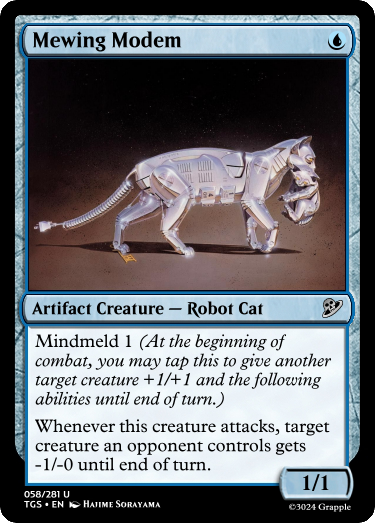 Mewing Modem
Artifact Creature — Robot Cat
Mindmeld 1 (At the beginning of
combat, you may tap this to give another
target creature +1/+1 and the following
abilities until end of turn.)
Whenever this creature attacks, target
creature an opponent controls gets
-1/-0 until end of turn.
1/1
058/281 U
TGS • EN Hajime Sorayama
©3024 Grapple